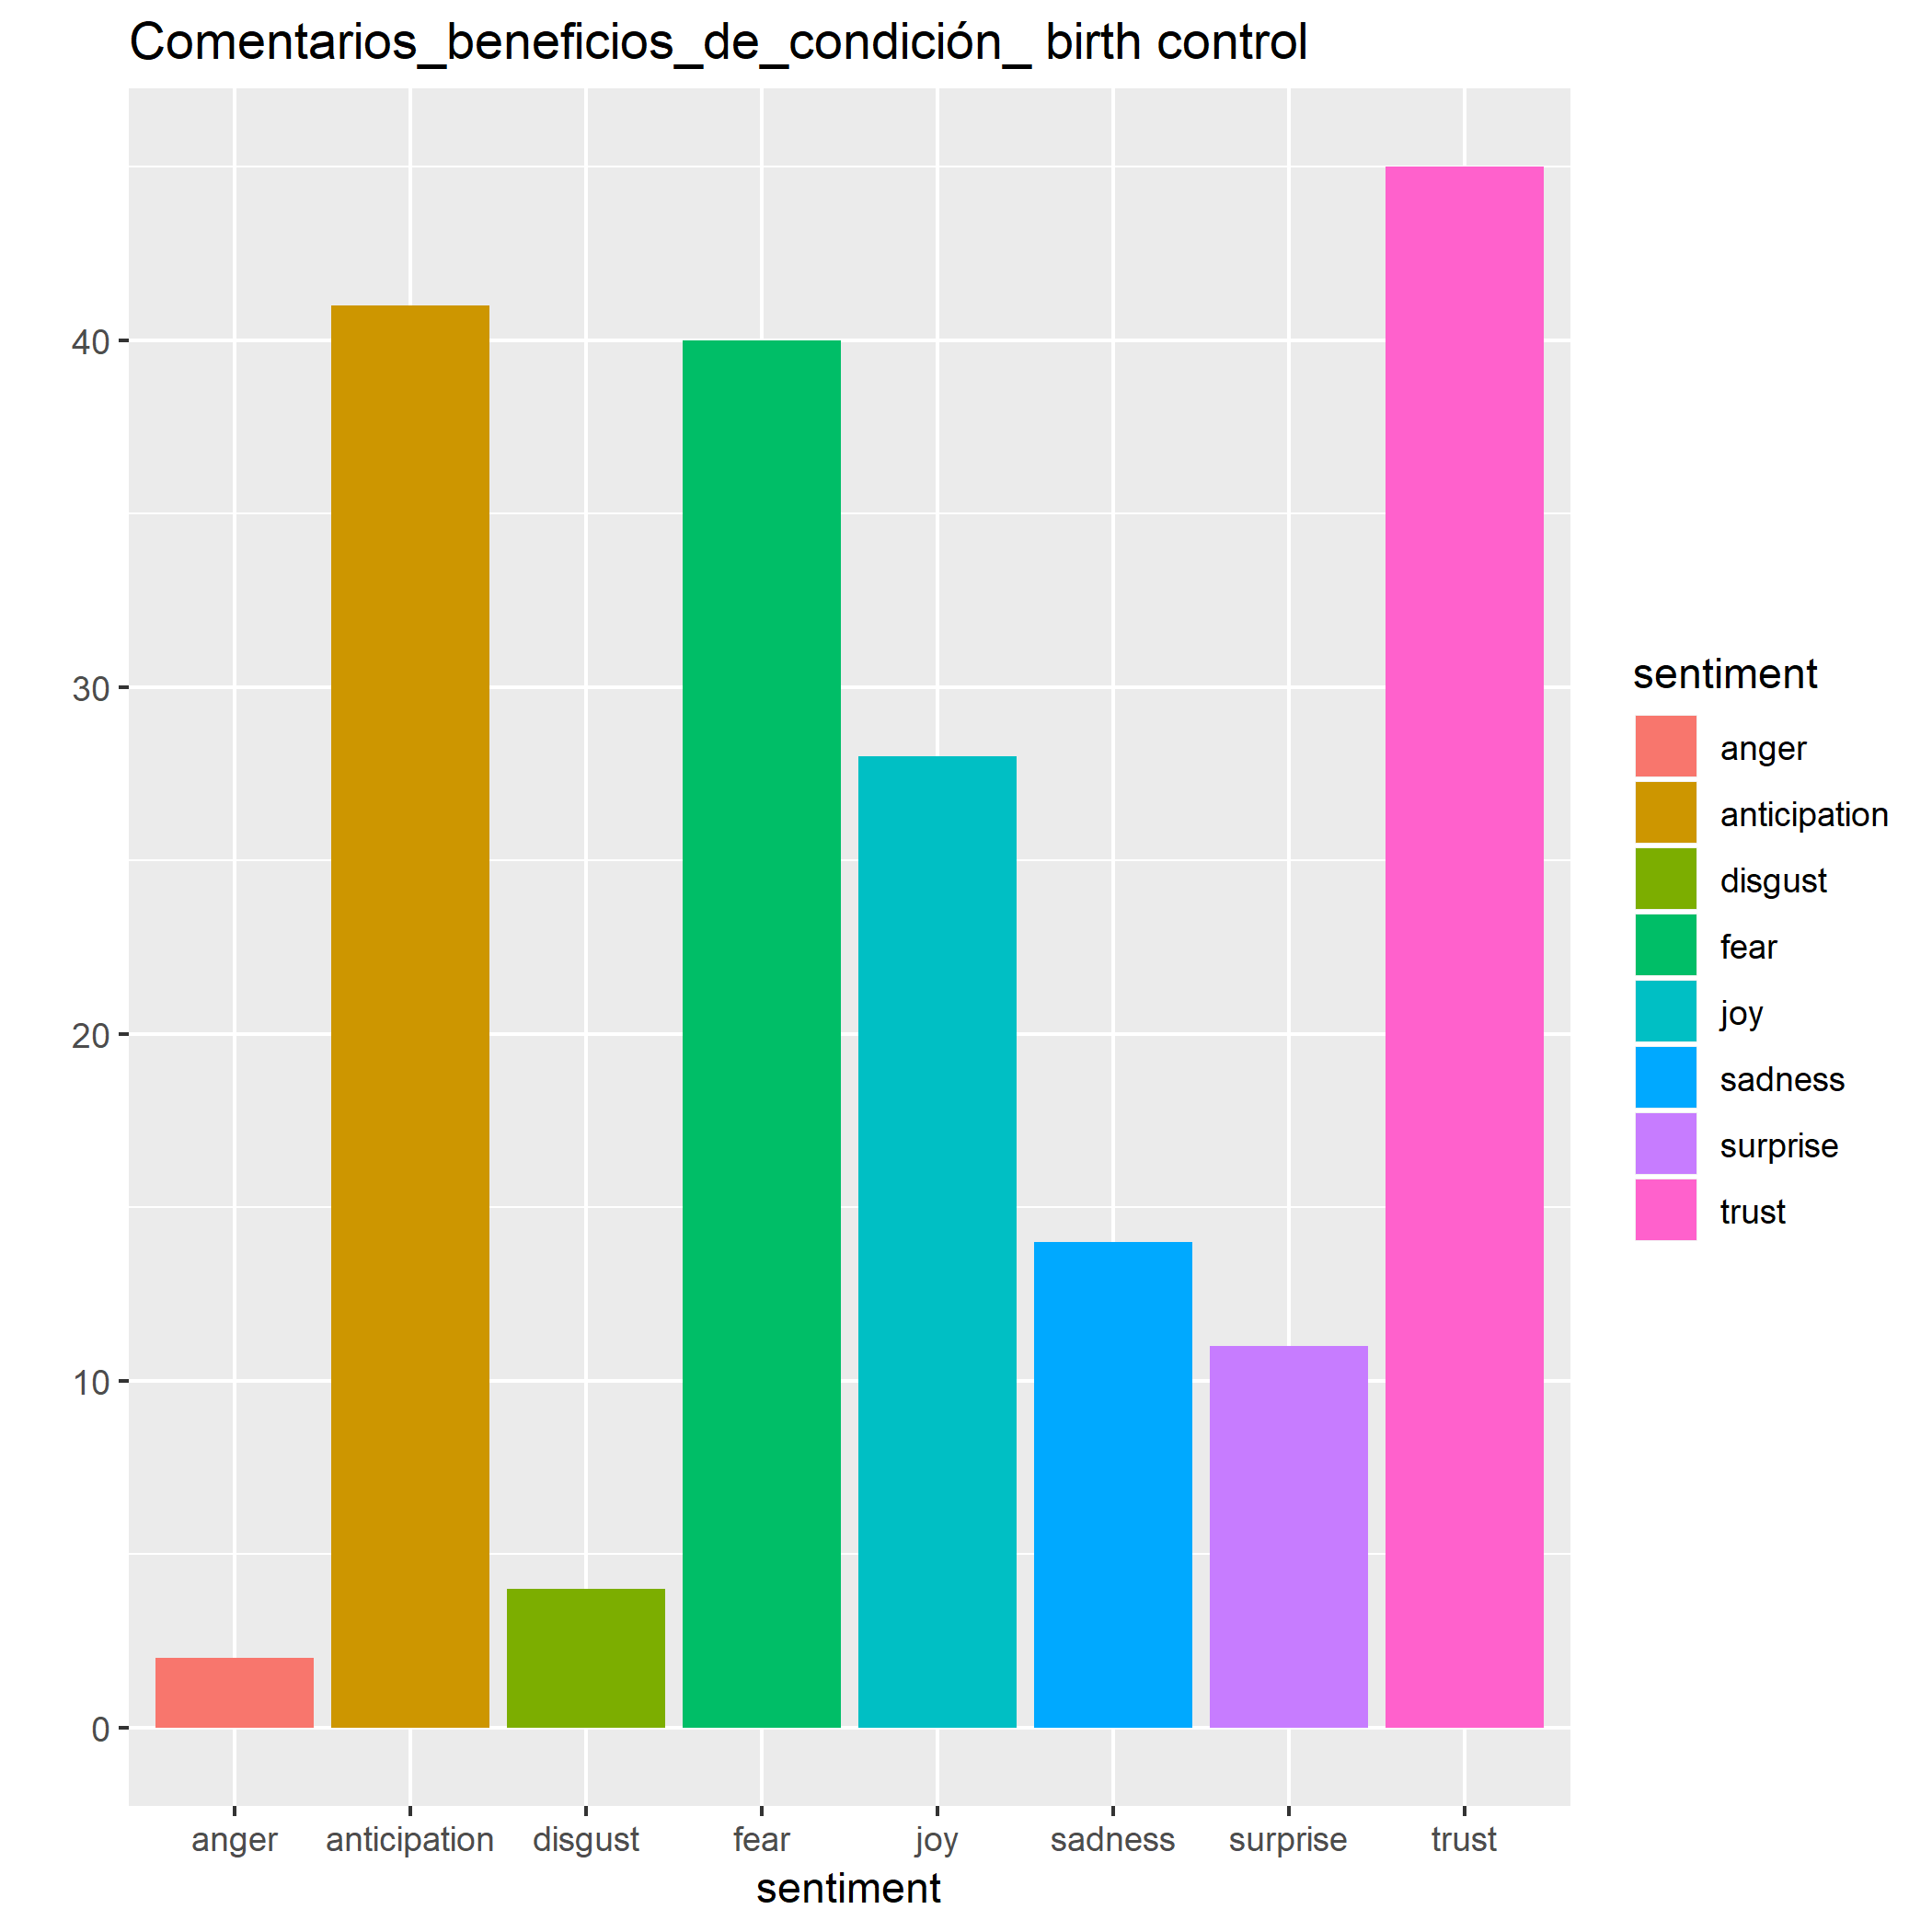 Comentarios_beneficios_de_condición_ birth control
40
30
20
10
0
anger anticipation disgust fear joy sadness surprise trust
sentiment
sentiment
anger
anticipation
disgust
fear
joy
sadness
surprise
trust